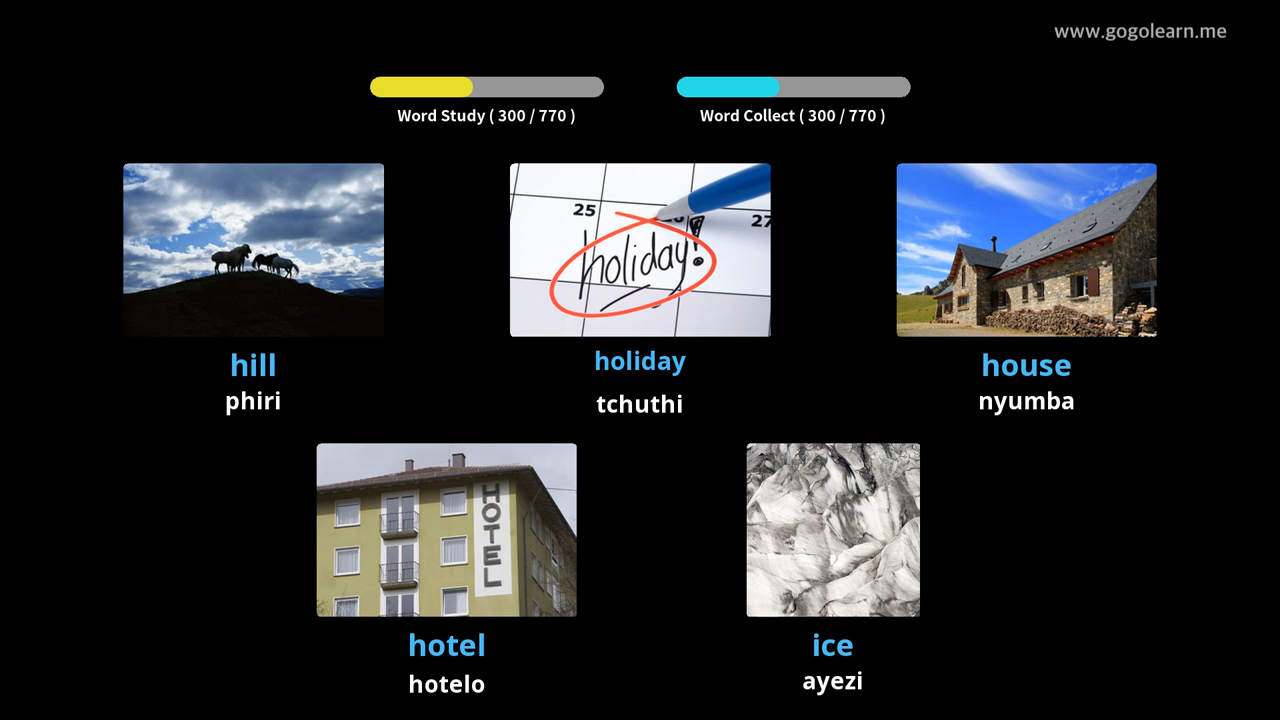 www.gogolearn.me
Word Study ( 300 / 770 )
Word Collect ( 300 / 770 )
25
27
holiday!
hill
phiri
holiday
tchuthi
house
nyumba
HOTEL
hotel
hotelo
ice
ayezi